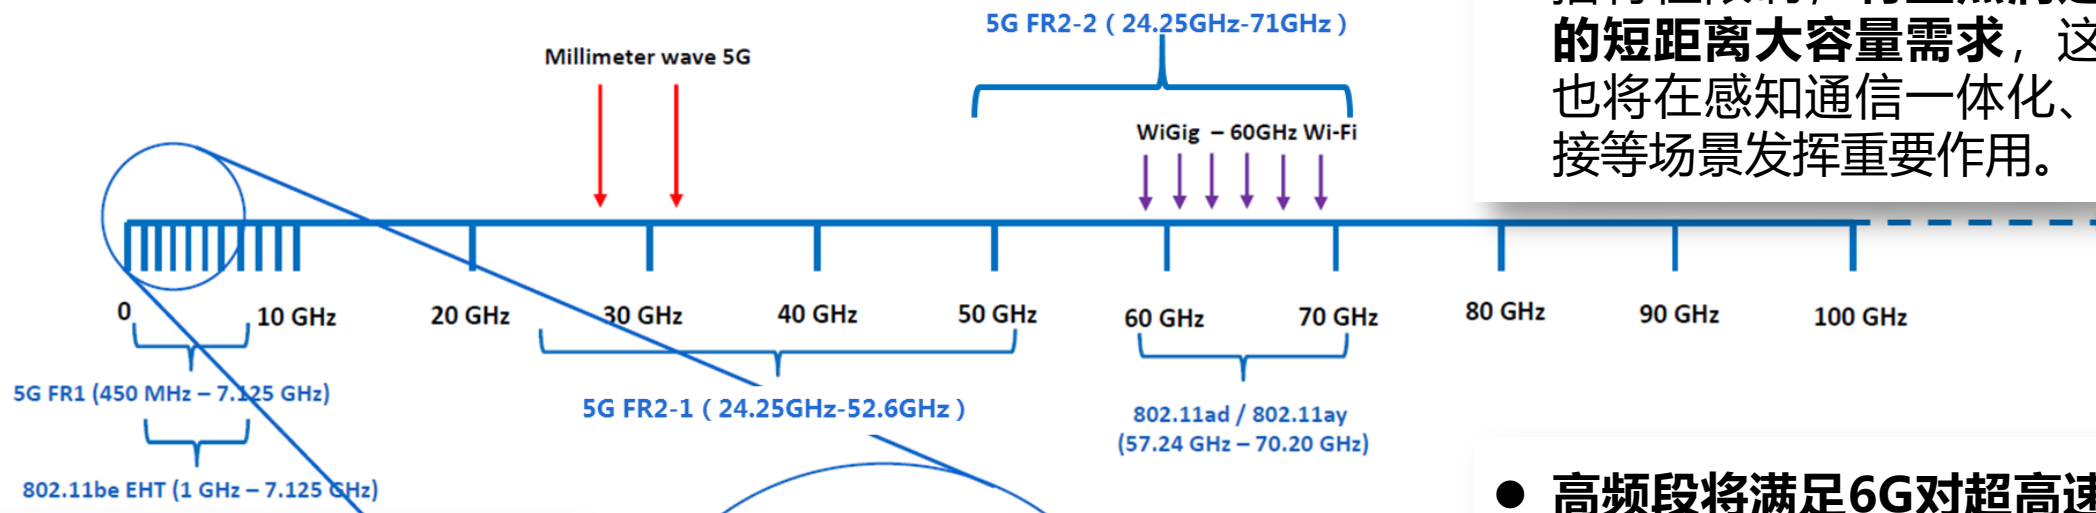 5G FR2-2（24.25GHz-71GHz）
Millimeter wave 5G
WiGig – 60GHz Wi-Fi
0
10 GHz
20 GHz
30 GHz
40 GHz
50 GHz
60 GHz
70 GHz
80 GHz
90 GHz
100 GHz
5G FR1 (450 MHz – 7.125 GHz)
5G FR2-1（24.25GHz-52.6GHz）
802.11ad / 802.11ay
(57.24 GHz – 70.20 GHz)
802.11be EHT (1 GHz – 7.125 GHz)
的短距离大容量需求，这
也将在感知通信一体化、
接等场景发挥重要作用。
● 高频段将满足6G对超高速